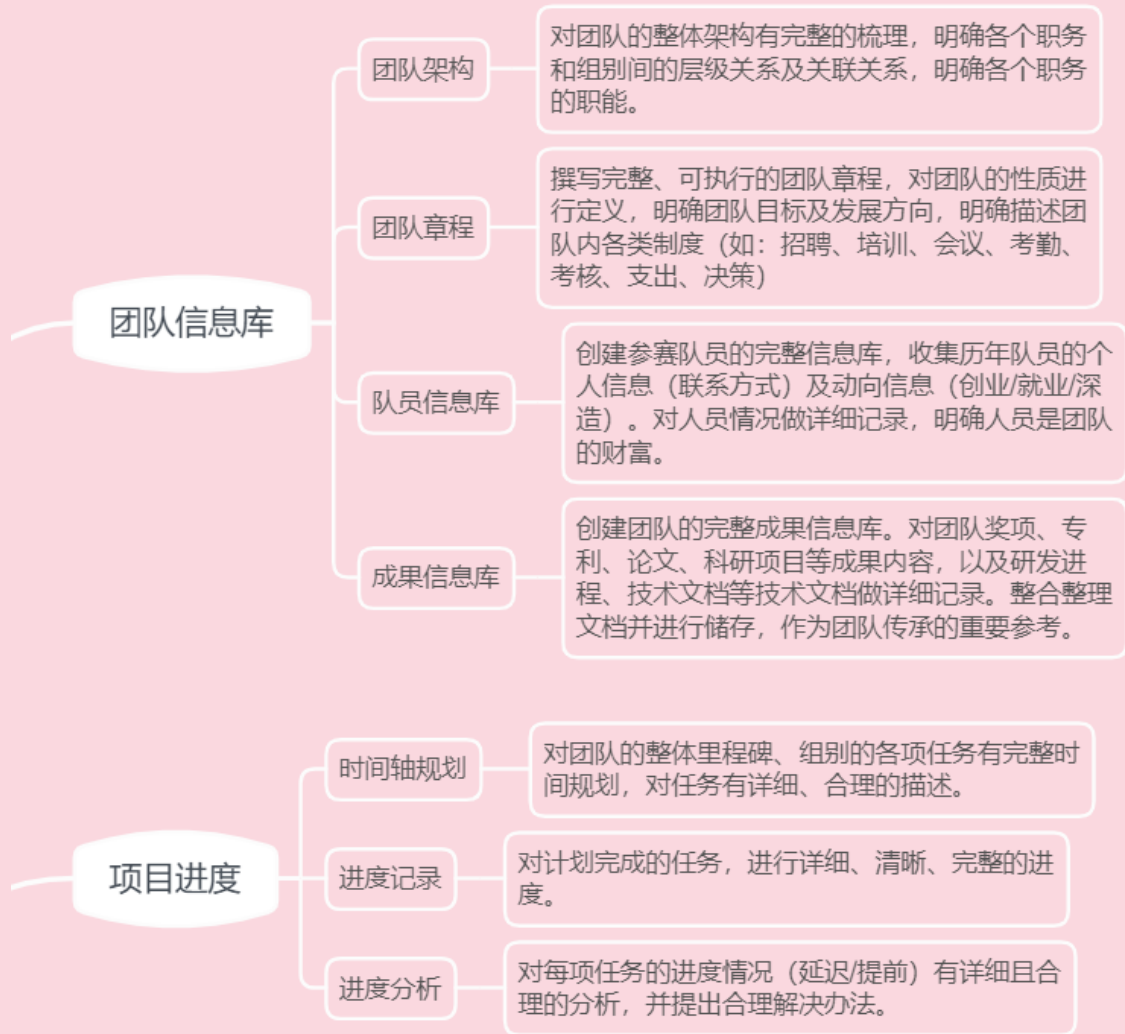 团队信息库
团队架构
对团队的整体架构有完整的梳理，明确各个职务
和组别间的层级关系及关联关系，明确各个职务
的职能。
团队章程
撰写完整、可执行的团队章程，对团队的性质进
行定义，明确团队目标及发展方向，明确描述团
队内各类制度（如：招聘、培训、会议、考勤、
考核、支出、决策）
队员信息库
创建参赛队员的完整信息库，收集历年队员的个
人信息（联系方式）及动向信息（创业/就业/深
造）。对人员情况做详细记录，明确人员是团队
的财富。
成果信息库
创建团队的完整成果信息库。对团队奖项、专
利、论文、科研项目等成果内容，以及研发进
程、技术文档等技术文档做详细记录。整合整理
文档并进行储存，作为团队传承的重要参考。
项目进度
时间轴规划
对团队的整体里程碑、组别的各项任务有完整时
间规划，对任务有详细、合理的描述。
进度记录
对计划完成的任务，进行详细、清晰、完整的进
度。
进度分析
对每项任务的进度情况（延迟/提前）有详细且合
理的分析，并提出合理解决办法。